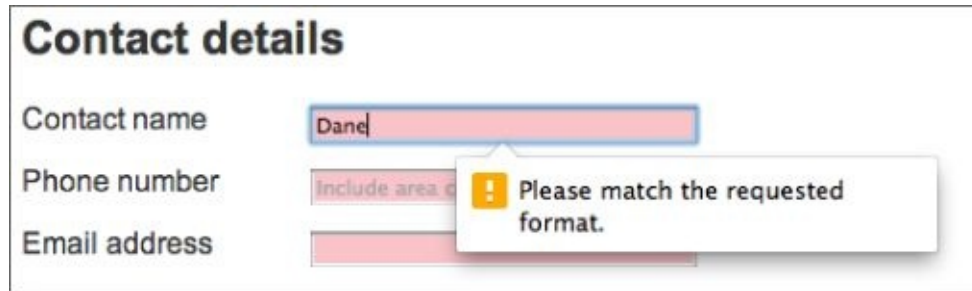 Contact details
Contact name
Dane
Phone number
Include area
Please match the requested
format.
Email address